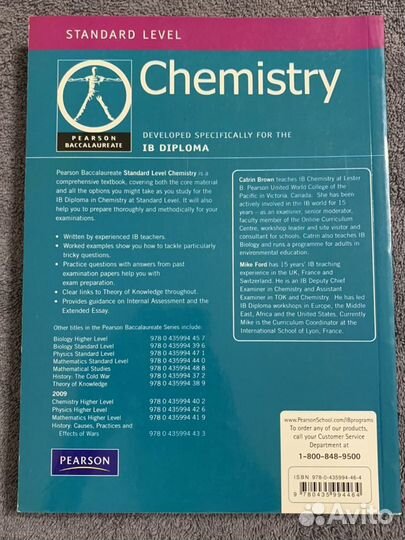 STANDARD LEVEL
PEARSON
BACCALAUREATE
Chemistry
DEVELOPED SPECIFICALLY FOR THE
IB DIPLOMA
Pearson Baccalaureate Standard Level Chemistry is a
comprehensive textbook, covering both the core material
and all the options you might take as you study for the
IB Diploma in Chemistry at Standard Level. It will also
help you to prepare thoroughly and methodically for your
examinations.
• Written by experienced IB teachers.
• Worked examples show you how to tackle particularly
tricky questions.
• Practice questions with answers from past
examination papers help you with
exam preparation.
• Clear links to Theory of Knowledge throughout.
• Provides guidance on Internal Assessment and the
Extended Essay.
Other titles in the Pearson Baccalaureate Series include:
Biology Higher Level 978 0 435994 45 7
Biology Standard Level 978 0 435994 39 6
Physics Standard Level 978 0 435994 47 1
Mathematics Standard Level 978 0 435994 44 0
Mathematical Studies 978 0 435994 48 8
History: The Cold War 978 0 435994 37 2
Theory of Knowledge 978 0 435994 38 9
2009
Chemistry Higher Level 978 0 435994 40 2
Physics Higher Level 978 0 435994 42 6
Mathematics Higher Level 978 0 435994 41 9
History: Causes, Practices and
Effects of Wars 978 0 435994 43 3
PEARSON
Catrin Brown teaches IB Chemistry at Lester
B. Pearson United World College of the
Pacific in Victoria, Canada. She has been
actively involved in the IB world for 15
years – as an examiner, senior moderator,
faculty member of the Online Curriculum
Centre, workshop leader and site visitor and
consultant for schools. Catrin also teaches IB
Biology and runs a programme for adults in
environmental education.
Mike Ford has 15 years' IB teaching
experience in the UK, France and
Switzerland. He is an IB Deputy Chief
Examiner in Chemistry and Assistant
Examiner in TOK and Chemistry. He has led
IB Diploma workshops in Europe, the Middle
East, Africa and the United States. Currently
Mike is the Curriculum Coordinator at the
International School of Lyon, France.
www.PearsonSchool.com/IBprograms
To order any of our products,
call our Customer Service
Department at
1-800-848-9500
ISBN 978-0-435994-46-4
9 780435 994464
Avito